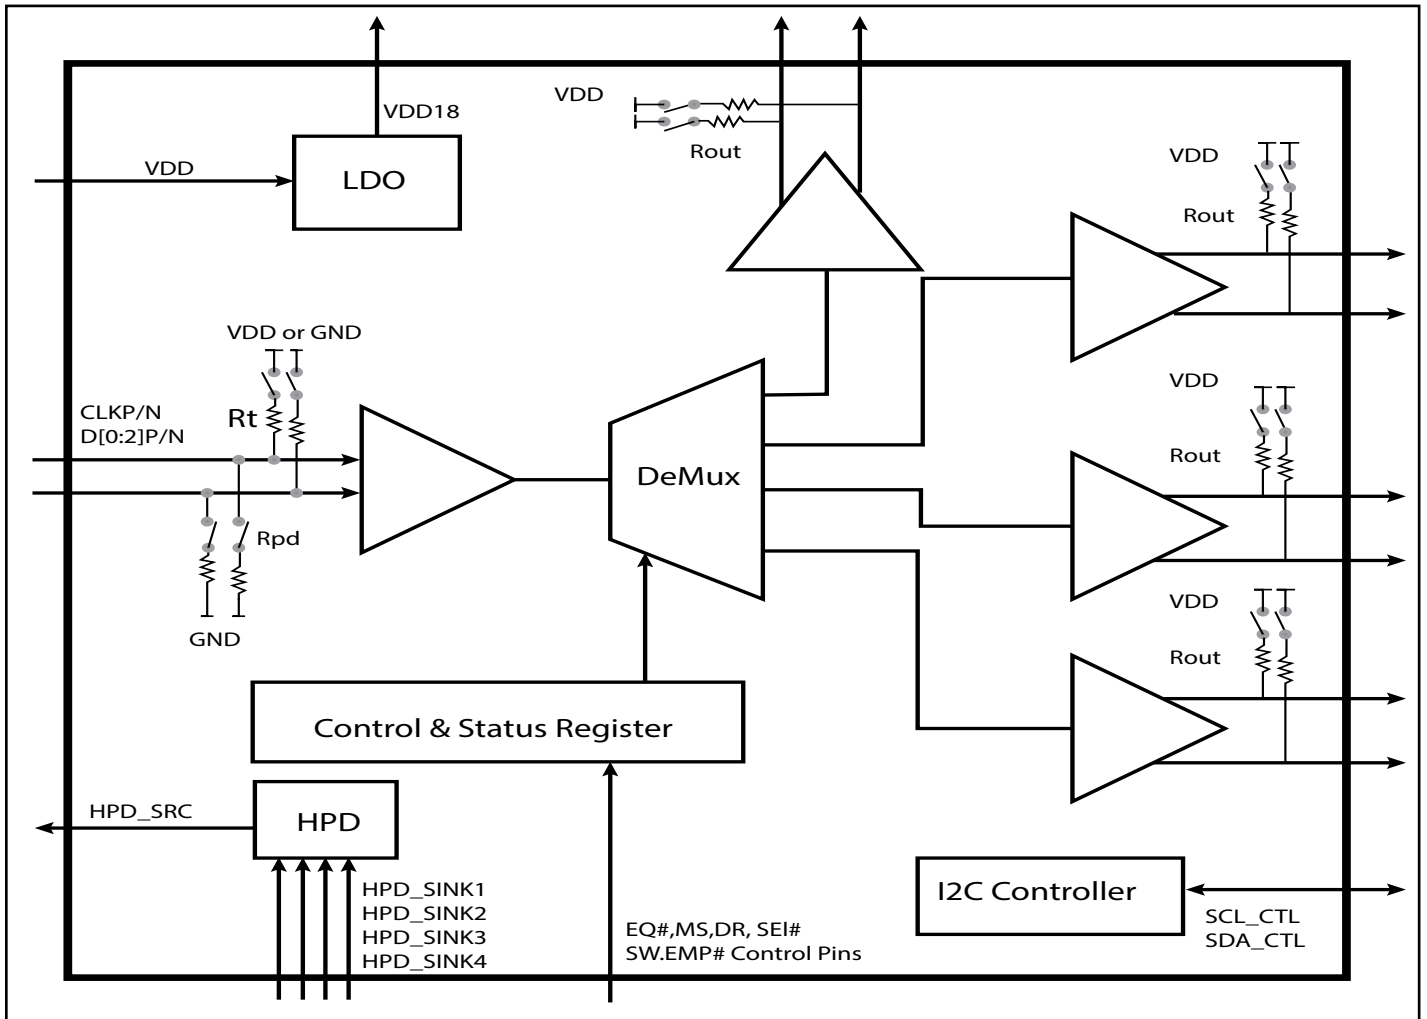 VDD18
VDD
LDO
VDD
Rout
VDD
Rout
VDD or GND
Rt
CLKP/N
D[0:2]P/N
Rpd
GND
DeMux
VDD
Rout
VDD
Rout
Control & Status Register
HPD_SRC
HPD
HPD_SINK1
HPD_SINK2
HPD_SINK3
HPD_SINK4
EQ#,MS,DR, SEl#
SW.EMP# Control Pins
I2C Controller
SCL_CTL
SDA_CTL